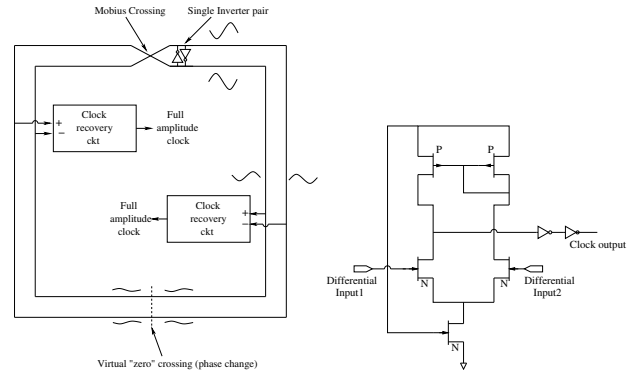 Mobius Crossing
Single Inverter pair
Clock
recovery
ckt
+
−
Full
amplitude
clock
Full
amplitude
clock
Clock
recovery
ckt
+
−
Virtual "zero" crossing (phase change)
P
P
Clock output
Differential
Input1
N
N
Differential
Input2
N